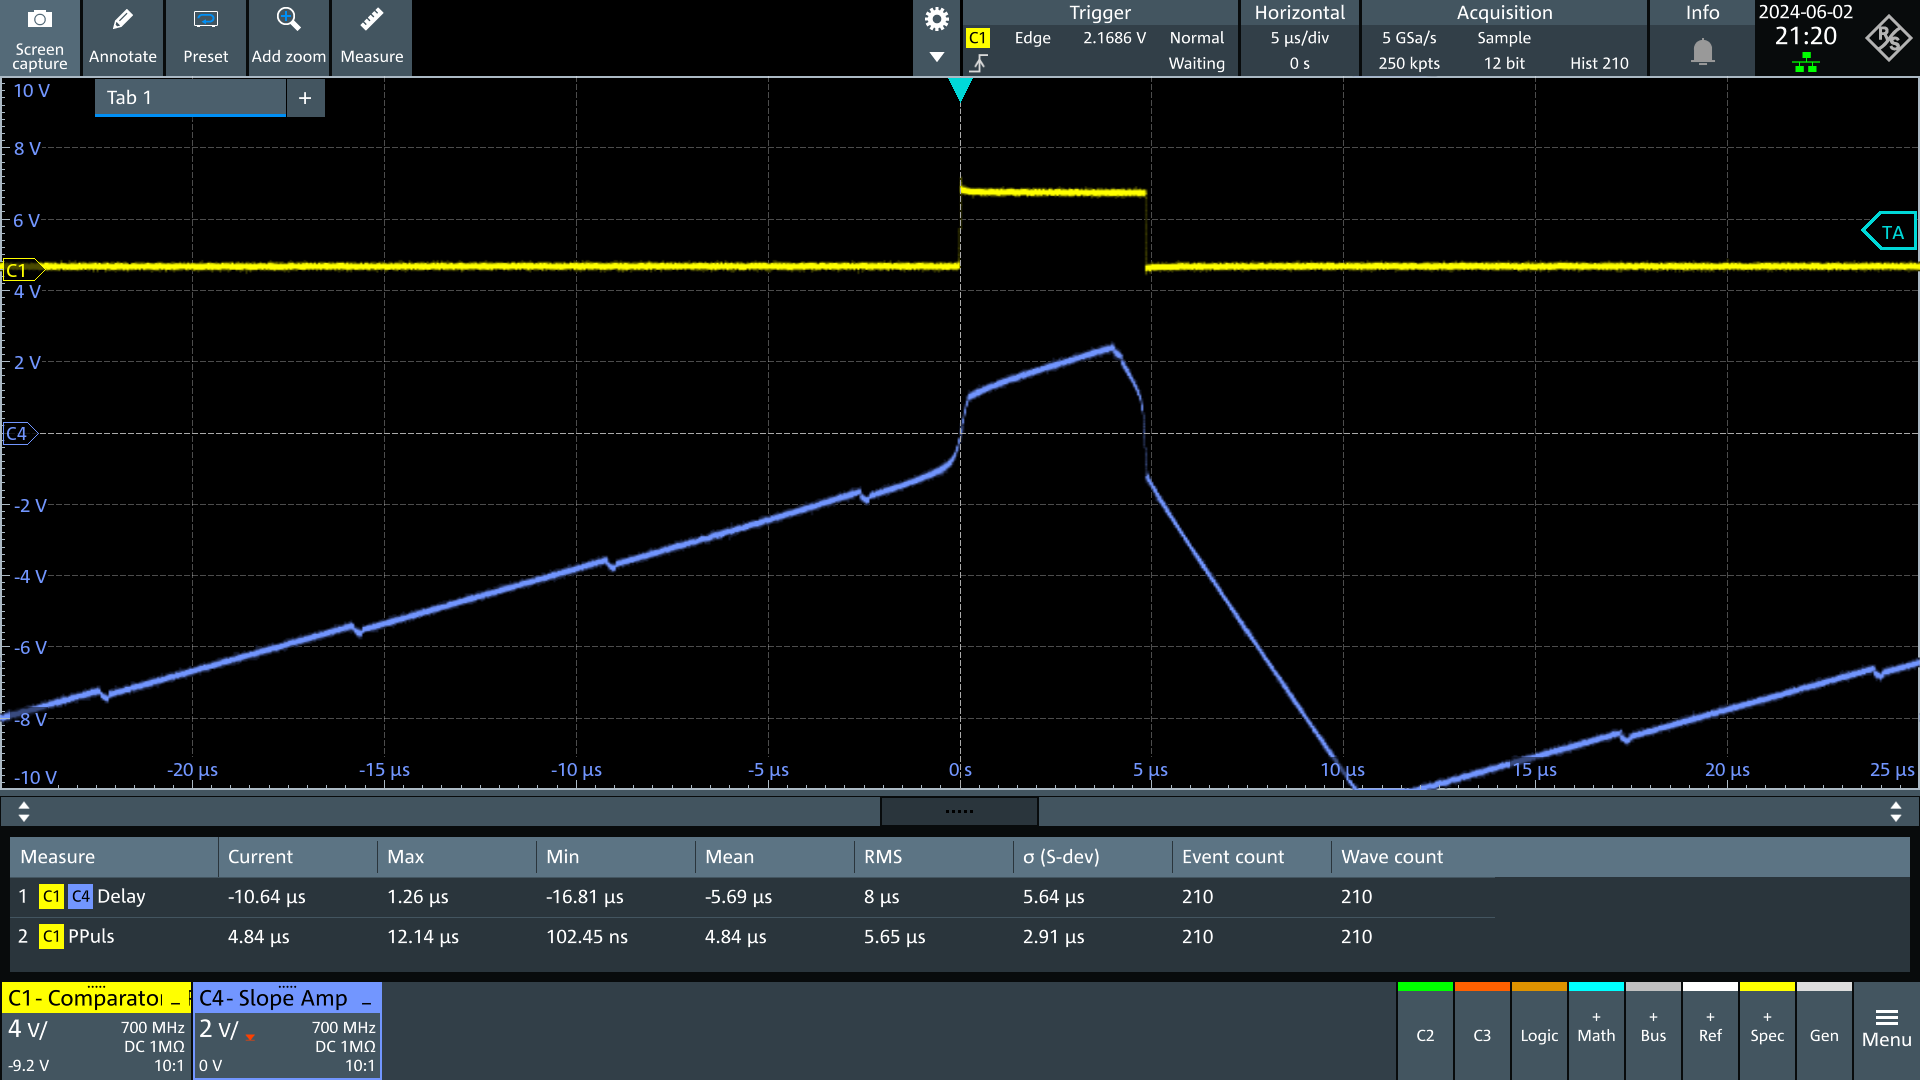 Screen capture
Annotate
Preset
Add zoom
Measure
Trigger
C1 Edge 2.1686 V Normal
Waiting
Horizontal
5 µs/div
0 s
Acquisition
5 GSa/s Sample
250 kpts 12 bit Hist 210
Info
2024-06-02
21:20
R S
Tab 1 +
10 V
8 V
6 V
TA
C1
4 V
2 V
C4
-2 V
-4 V
-6 V
-8 V
-10 V
-20 µs -15 µs -10 µs -5 µs 0 s 5 µs 10 µs 15 µs 20 µs 25 µs
Measure Current Max Min Mean RMS σ (S-dev) Event count Wave count
1 C1 C4 Delay -10.64 µs 1.26 µs -16.81 µs -5.69 µs 8 µs 5.64 µs 210 210
2 C1 PPuls 4.84 µs 12.14 µs 102.45 ns 4.84 µs 5.65 µs 2.91 µs 210 210
C1 - Comparator
4 V/ 700 MHz
DC 1MΩ
-9.2 V 10:1
C4 - Slope Amp
2 V/ 700 MHz
DC 1MΩ
0 V 10:1
C2
C3
Logic
+ Math
+ Bus
+ Ref
+ Spec
Gen
Menu